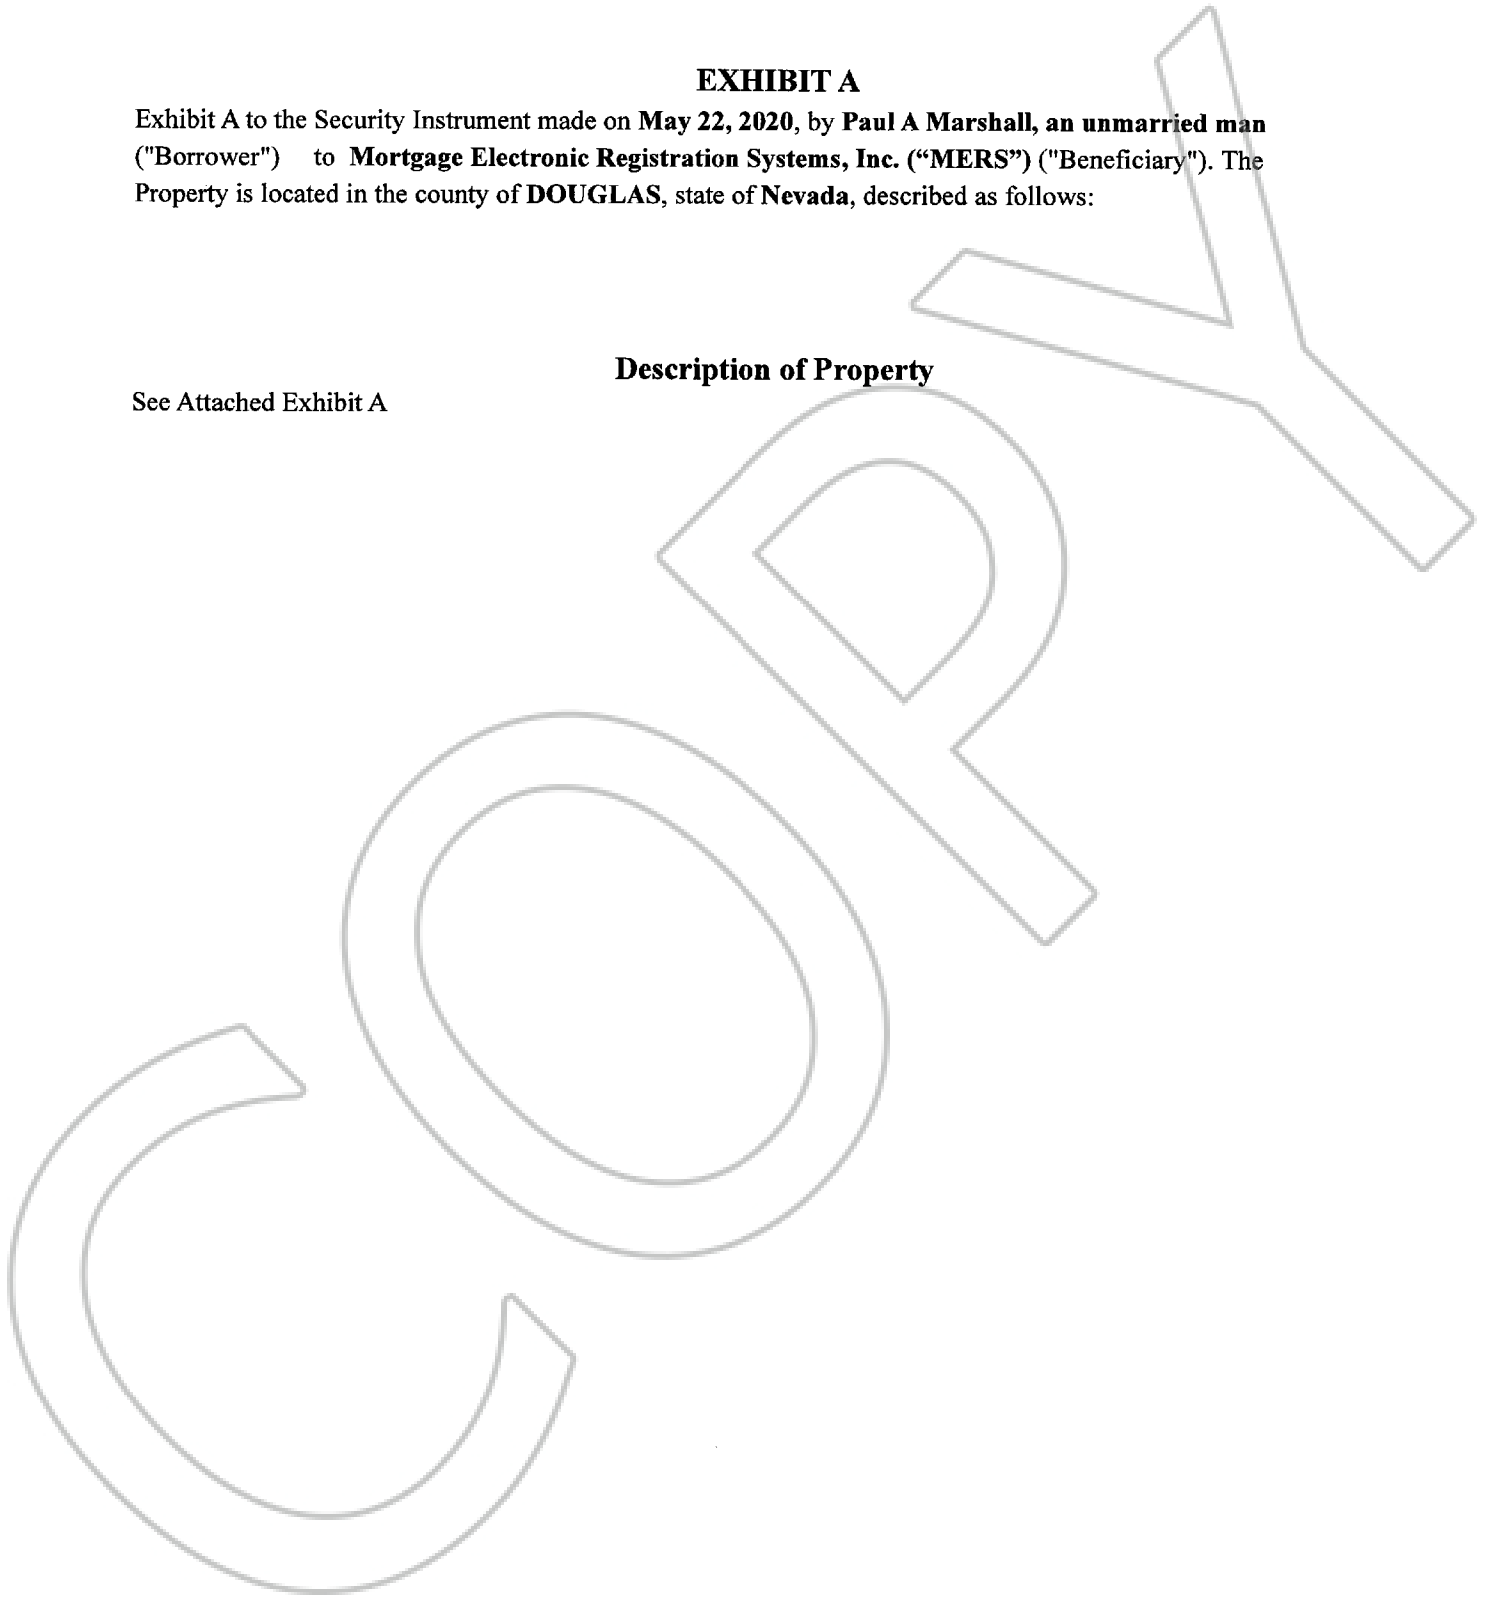 EXHIBIT A
Exhibit A to the Security Instrument made on May 22, 2020, by Paul A Marshall, an unmarried man
("Borrower") to Mortgage Electronic Registration Systems, Inc. (“MERS”) ("Beneficiary"). The
Property is located in the county of DOUGLAS, state of Nevada, described as follows:
Description of Property
See Attached Exhibit A
COPY